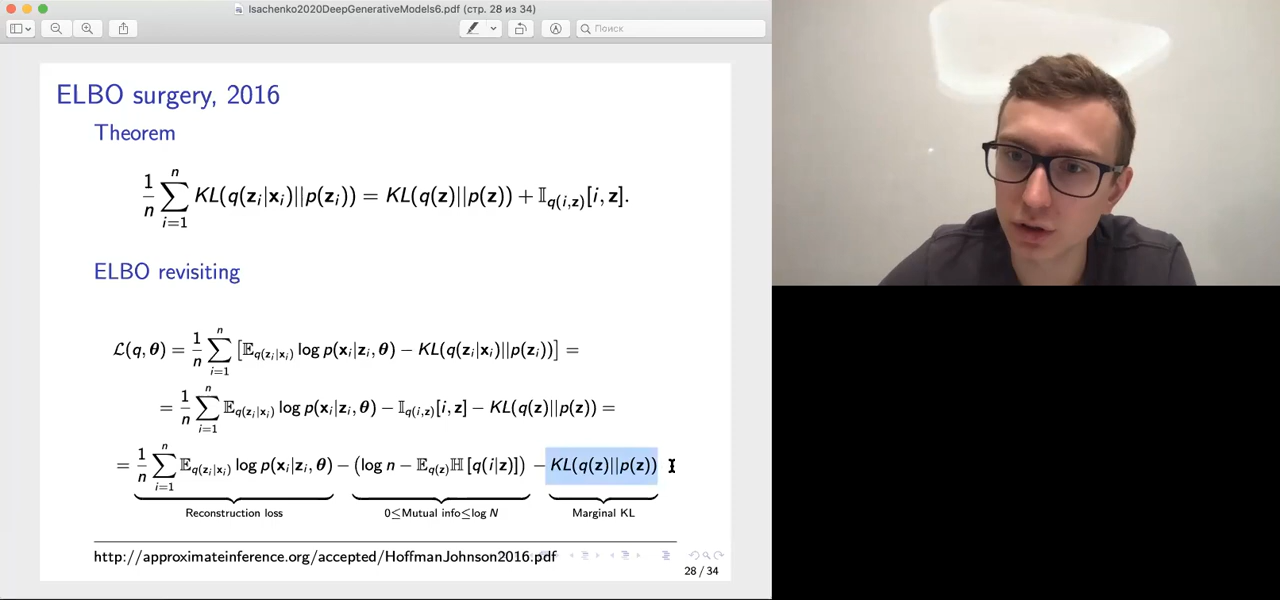 Isachenko2020DeepGenerativeModels6.pdf (стр. 28 из 34)
Поиск
ELBO surgery, 2016
Theorem
1/n ∑_{i=1}^{n} KL(q(z_i|x_i)||p(z_i)) = KL(q(z)||p(z)) + 𝕀_{q(i,z)}[i, z].
ELBO revisiting
ℒ(q, θ) = 1/n ∑_{i=1}^{n} [𝔼_{q(z_i|x_i)} log p(x_i|z_i, θ) − KL(q(z_i|x_i)||p(z_i))] =
= 1/n ∑_{i=1}^{n} 𝔼_{q(z_i|x_i)} log p(x_i|z_i, θ) − 𝕀_{q(i,z)}[i, z] − KL(q(z)||p(z)) =
= 1/n ∑_{i=1}^{n} 𝔼_{q(z_i|x_i)} log p(x_i|z_i, θ) − (log n − 𝔼_{q(z)}ℍ [q(i|z)]) − KL(q(z)||p(z))
Reconstruction loss 0≤Mutual info≤log N Marginal KL
http://approximateinference.org/accepted/HoffmanJohnson2016.pdf
28 / 34